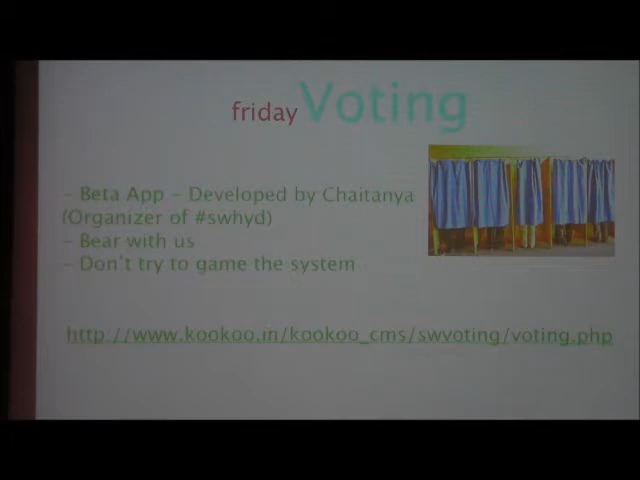 friday Voting
- Beta App - Developed by Chaitanya
(Organizer of #swhyd)
- Bear with us
- Don't try to game the system
http://www.kookoo.in/kookoo_cms/swvoting/voting.php